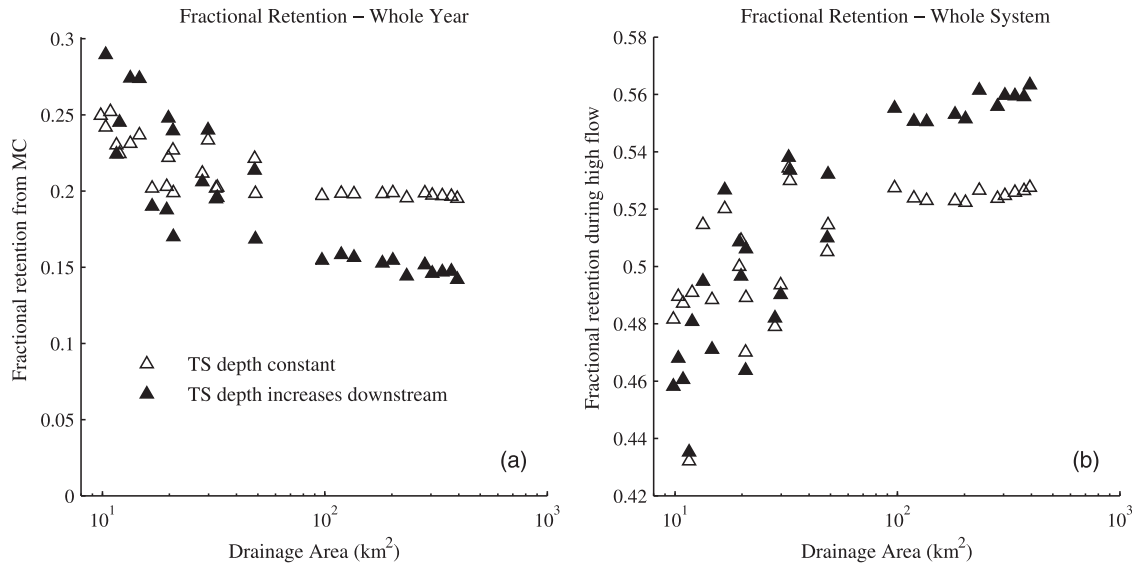 Fractional Retention – Whole Year
0.3
0.25
0.2
0.15
0.1
0.05
0
Fractional retention from MC
TS depth constant
TS depth increases downstream
(a)
10^1
10^2
10^3
Drainage Area (km^2)
Fractional Retention – Whole System
0.58
0.56
0.54
0.52
0.5
0.48
0.46
0.44
0.42
Fractional retention during high flow
(b)
10^1
10^2
10^3
Drainage Area (km^2)